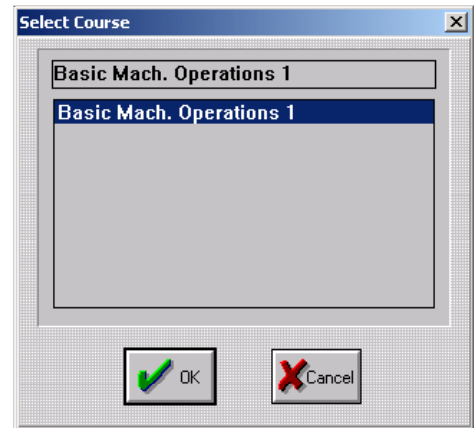 Select Course
Basic Mach. Operations 1
Basic Mach. Operations 1
OK
Cancel